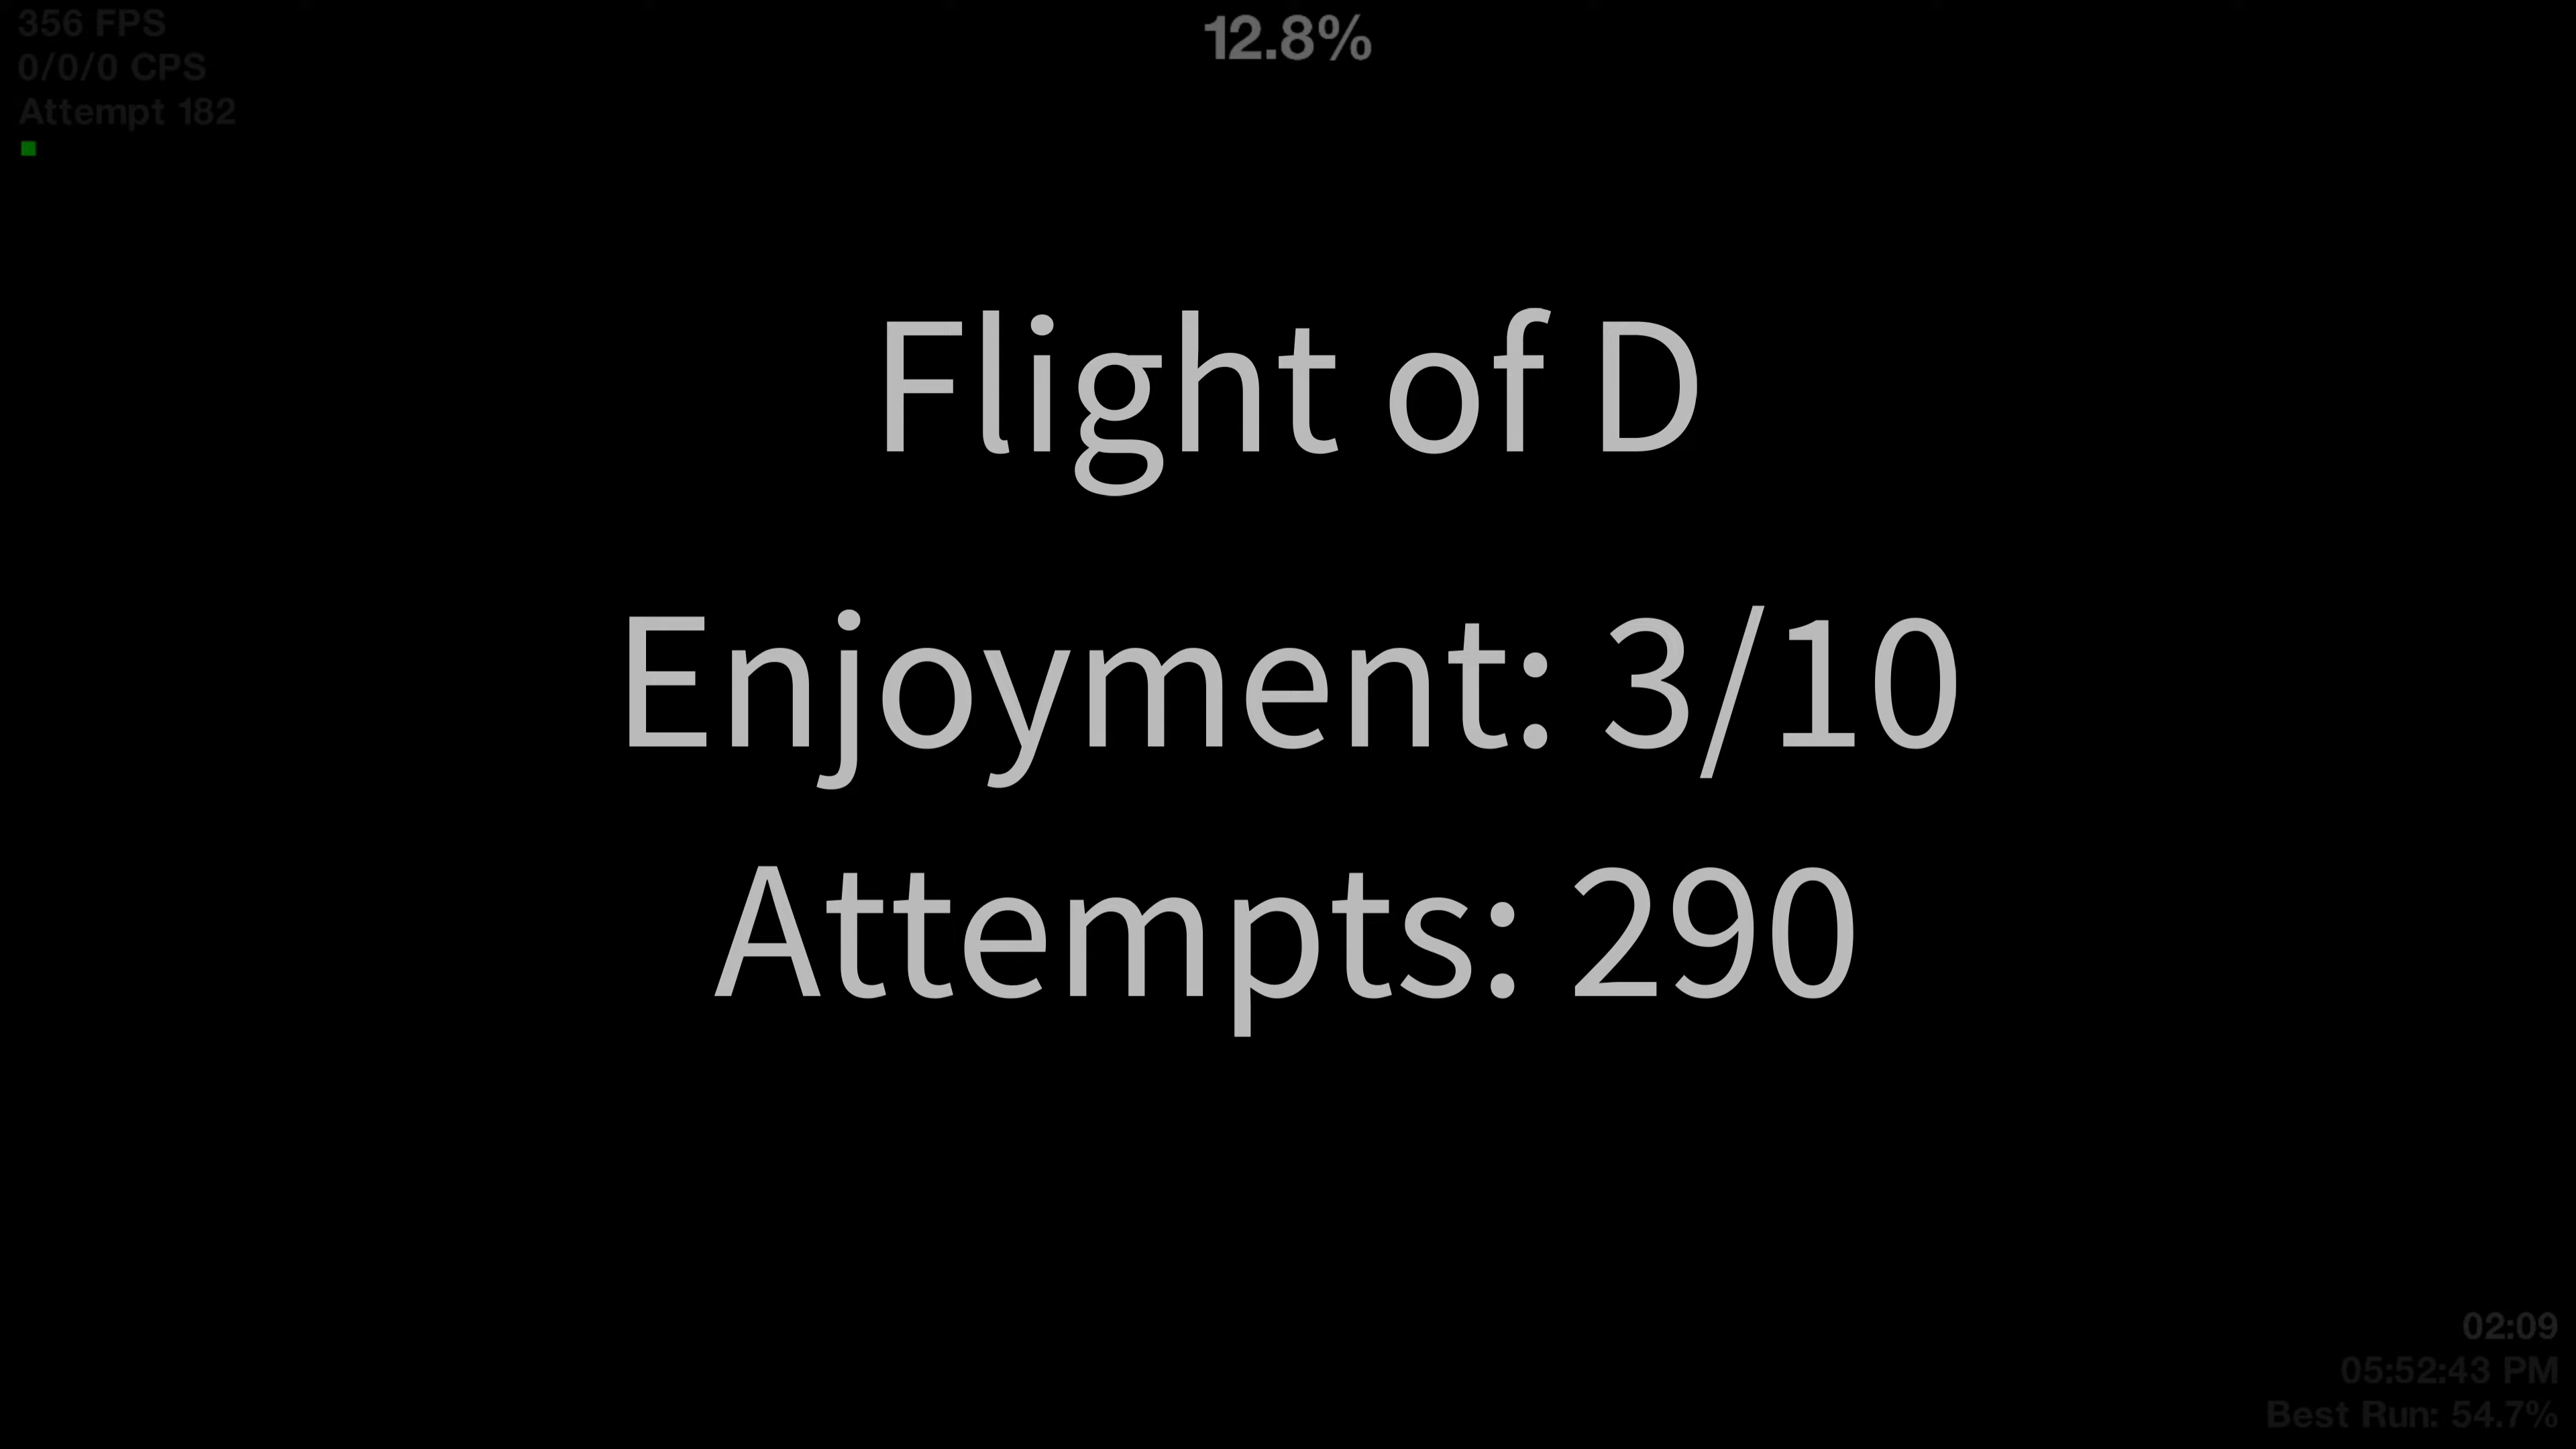 356 FPS
0/0/0 CPS
Attempt 182
12.8%
Flight of D
Enjoyment: 3/10
Attempts: 290
02:09
05:52:43 PM
Best Run: 54.7%